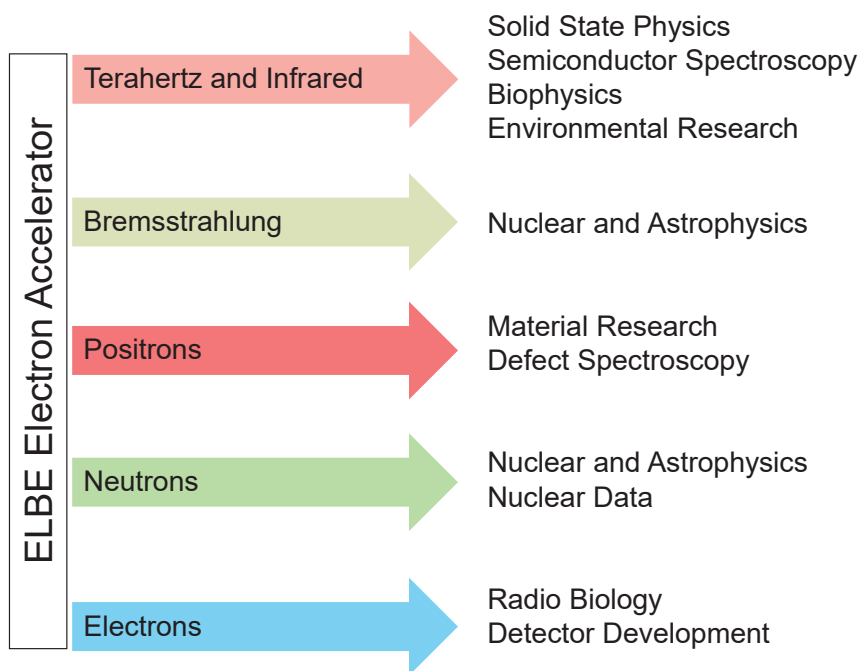 ELBE Electron Accelerator
Terahertz and Infrared
Solid State Physics
Semiconductor Spectroscopy
Biophysics
Environmental Research
Bremsstrahlung
Nuclear and Astrophysics
Positrons
Material Research
Defect Spectroscopy
Neutrons
Nuclear and Astrophysics
Nuclear Data
Electrons
Radio Biology
Detector Development